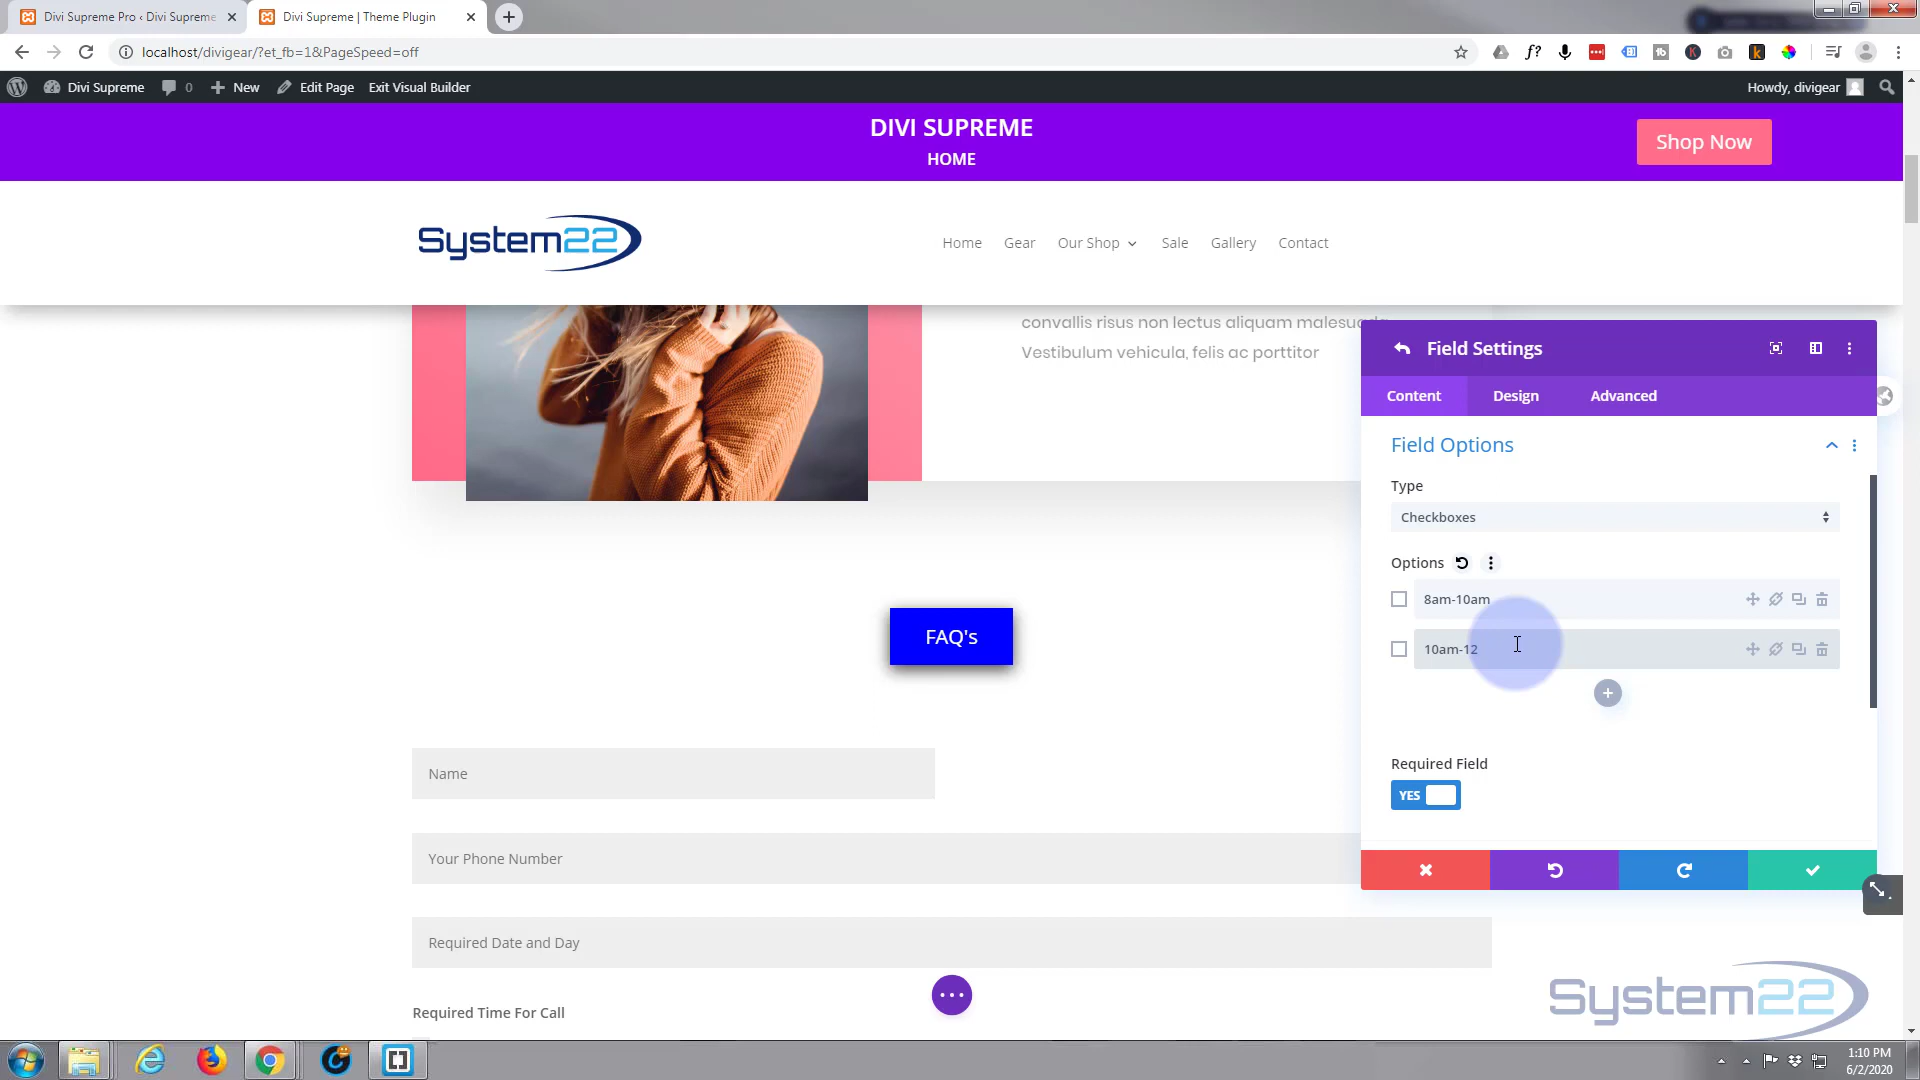 Divi Supreme Pro ‹ Divi Supreme
Divi Supreme | Theme Plugin
localhost/divigear/?et_fb=1&PageSpeed=off
Divi Supreme
0
New
Edit Page
Exit Visual Builder
Howdy, divigear
DIVI SUPREME
HOME
Shop Now
System22
Home
Gear
Our Shop
Sale
Gallery
Contact
convallis risus non lectus aliquam malesuada
Vestibulum vehicula, felis ac porttitor
Field Settings
Content
Design
Advanced
Field Options
Type
Checkboxes
Options
8am-10am
10am-12
Required Field
YES
FAQ's
Name
Your Phone Number
Required Date and Day
Required Time For Call
System22
1:10 PM
6/2/2020